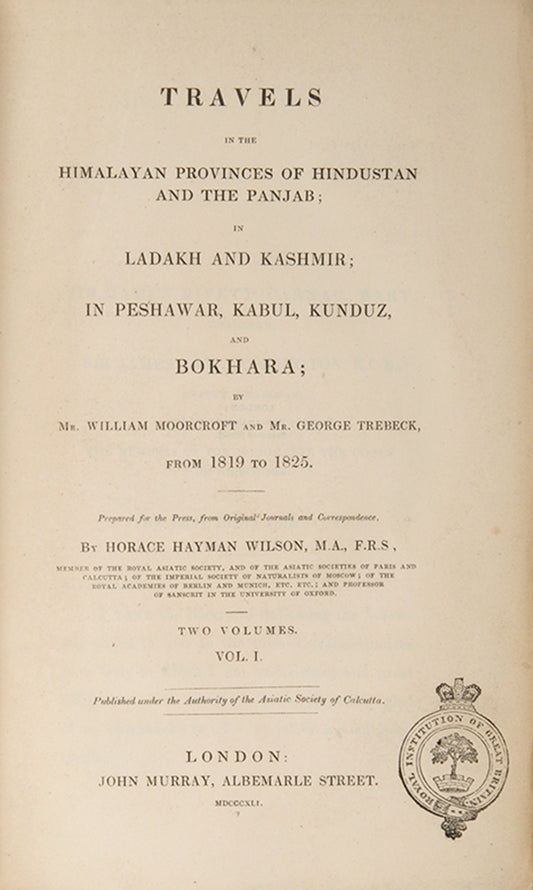 TRAVELS
IN THE
HIMALAYAN PROVINCES OF HINDUSTAN
AND THE PANJAB;
IN
LADAKH AND KASHMIR;
IN PESHAWAR, KABUL, KUNDUZ,
AND
BOKHARA;
BY
MR. WILLIAM MOORCROFT AND MR. GEORGE TREBECK,
FROM 1819 TO 1825.
Prepared for the Press, from Original Journals and Correspondence,
BY HORACE HAYMAN WILSON, M.A., F.R.S,
MEMBER OF THE ROYAL ASIATIC SOCIETY, AND OF THE ASIATIC SOCIETIES OF PARIS AND
CALCUTTA; OF THE IMPERIAL SOCIETY OF NATURALISTS OF MOSCOW; OF THE
ROYAL ACADEMIES OF BERLIN AND MUNICH, ETC. ETC.; AND PROFESSOR
OF SANSCRIT IN THE UNIVERSITY OF OXFORD.
TWO VOLUMES.
VOL. I.
Published under the Authority of the Asiatic Society of Calcutta.
LONDON:
JOHN MURRAY, ALBEMARLE STREET.
MDCCCXLI.
ROYAL INSTITUTION OF GREAT BRITAIN